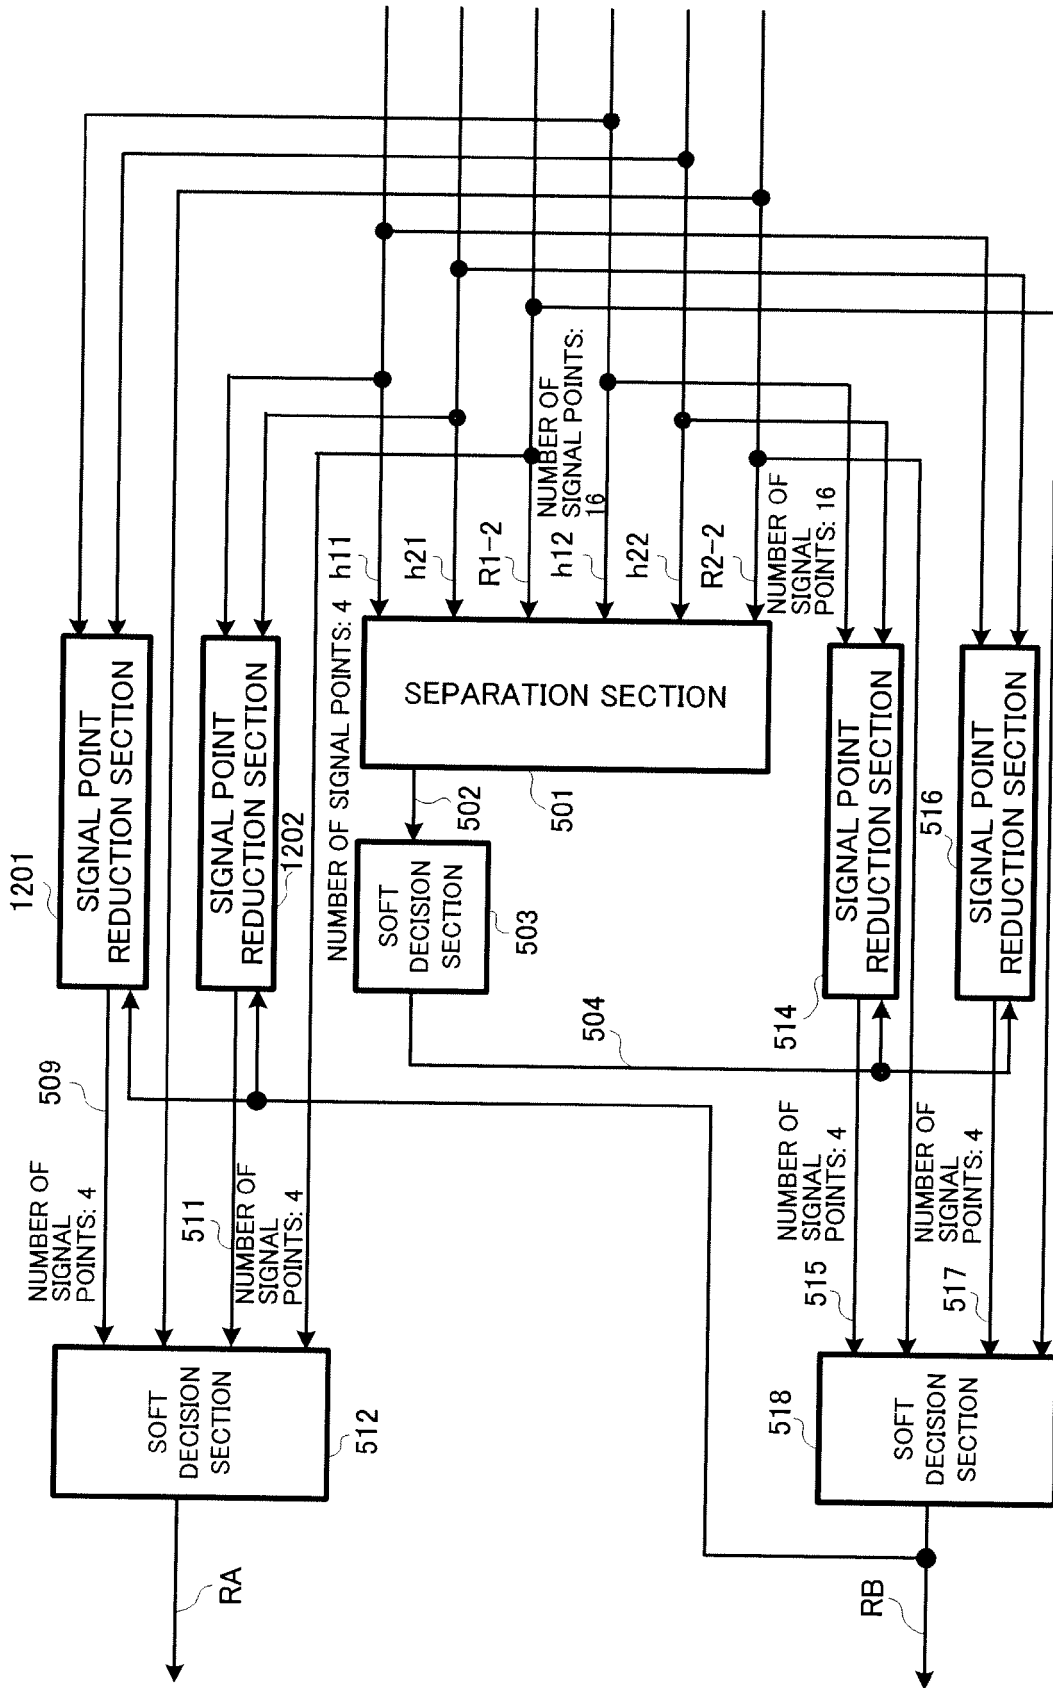 1201
SIGNAL POINT
REDUCTION SECTION
509
NUMBER OF
SIGNAL
POINTS: 4
SIGNAL POINT
REDUCTION SECTION
1202
511
NUMBER OF
SIGNAL
POINTS: 4
SOFT
DECISION
SECTION
512
RA
NUMBER OF SIGNAL POINTS: 4
h11
h21
R1-2
NUMBER OF
SIGNAL POINTS:
16
h12
h22
R2-2
NUMBER OF
SIGNAL
POINTS: 16
SEPARATION SECTION
501
502
SOFT
DECISION
SECTION
503
504
SIGNAL POINT
REDUCTION SECTION
514
516
SIGNAL POINT
REDUCTION SECTION
NUMBER OF
SIGNAL
POINTS: 4
515
NUMBER OF
SIGNAL
POINTS: 4
517
518
SOFT
DECISION
SECTION
RB